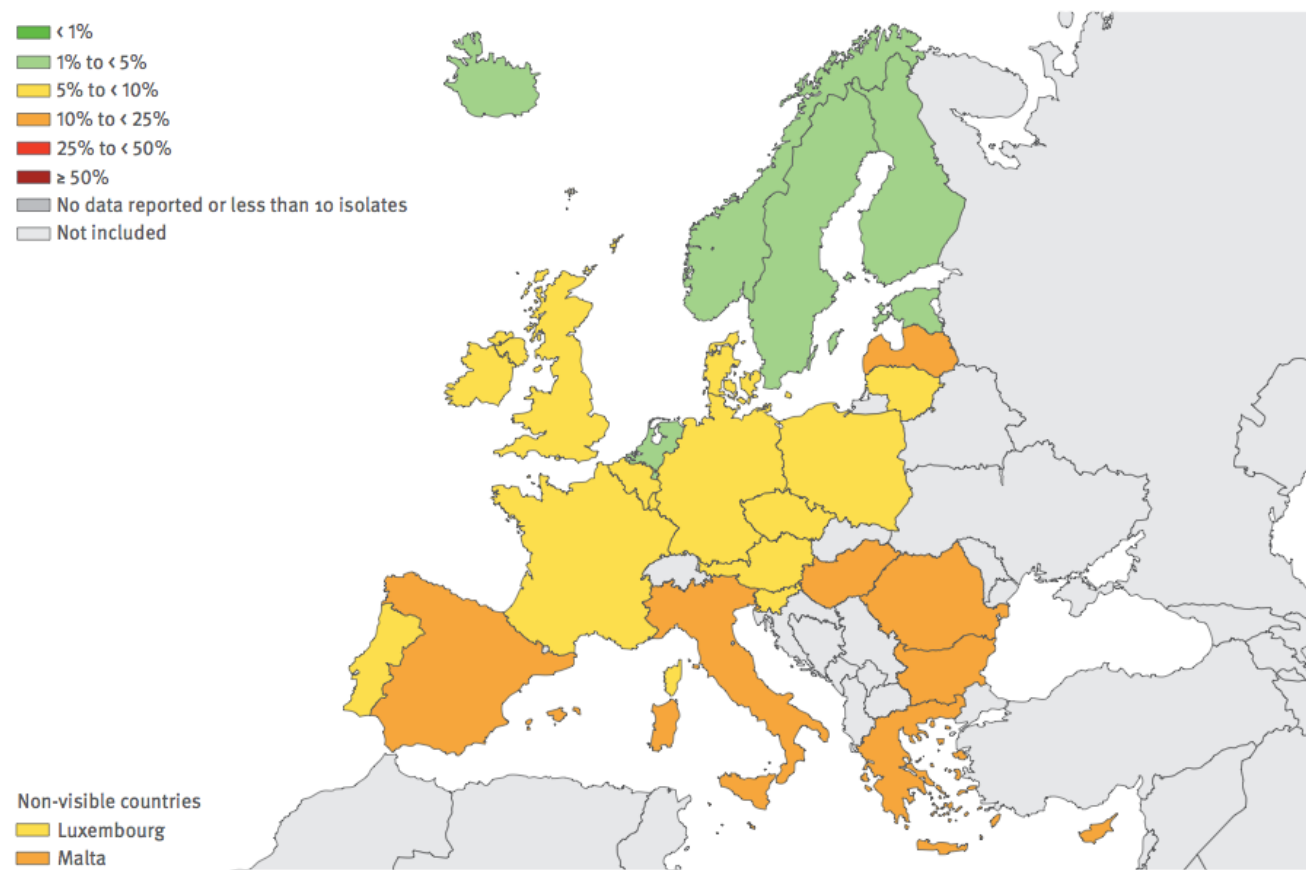 < 1%
1% to < 5%
5% to < 10%
10% to < 25%
25% to < 50%
≥ 50%
No data reported or less than 10 isolates
Not included
Non-visible countries
Luxembourg
Malta